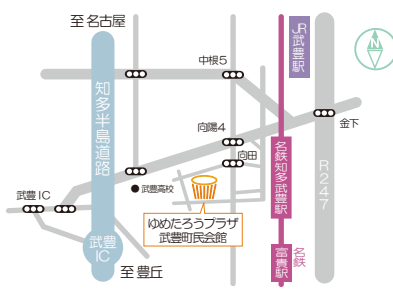 至名古屋
JR武豊駅
中根5
知多半島道路
向陽4
金下
向田
名鉄知多武豊駅
R247
武豊高校
武豊IC
ゆめたろうプラザ
武豊町民会館
武豊
IC
名鉄
富貴駅
至豊丘